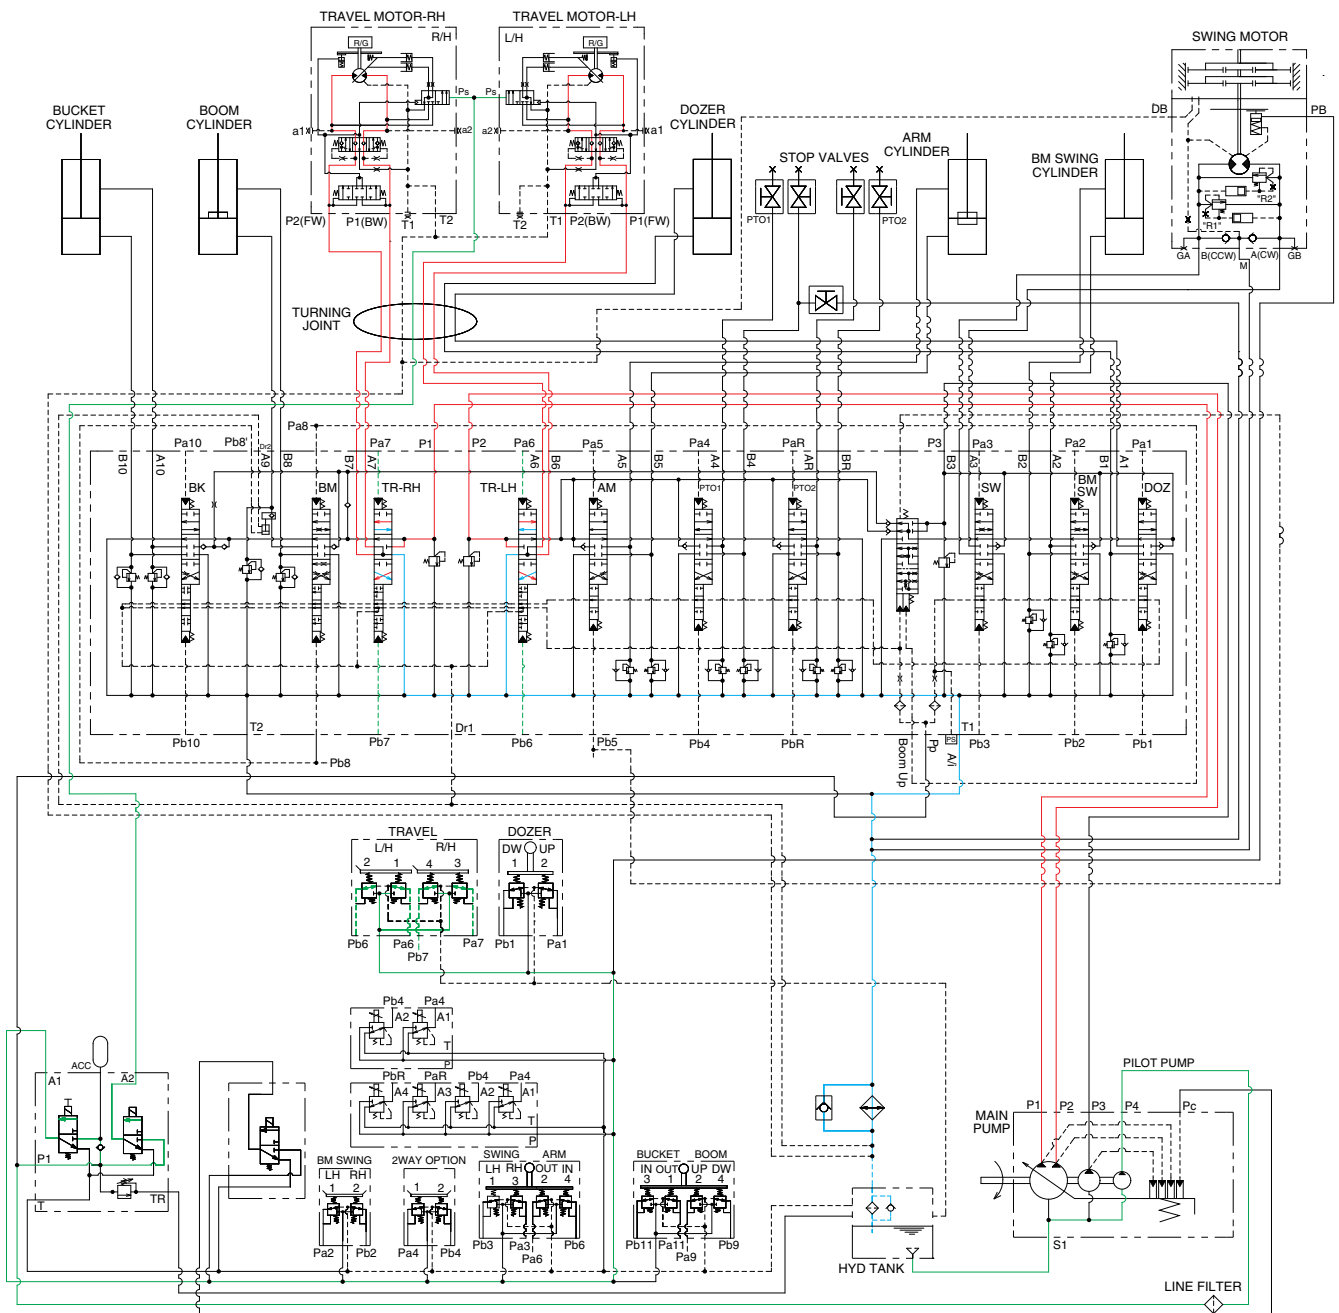 TRAVEL MOTOR-RH
TRAVEL MOTOR-LH
R/H
L/H
R/G
R/G
SWING MOTOR
BUCKET
CYLINDER
BOOM
CYLINDER
Ps
Ps
DOZER
CYLINDER
DB
PB
a1
a2
a2
a1
ARM
CYLINDER
STOP VALVES
BM SWING
CYLINDER
PTO1
PTO2
"R2"
"R1"
P2(FW)
P1(BW)
T1
T2
T2
T1
P2(BW)
P1(FW)
GA
B(CCW)
M
A(CW)
GB
TURNING
JOINT
Pa8
Pa10
Pb8'
Dr2
Pa7
P1
P2
Pa6
Pa5
Pa4
PaR
P3
Pa3
Pa2
Pa1
B10
A10
A9
B8
B7
A7
A6
B6
A5
B5
A4
B4
AR
BR
B3
A3
B2
A2
B1
A1
BK
BM
TR-RH
TR-LH
AM
PTO1
PTO2
SW
BM
SW
DOZ
T2
Dr1
T1
Pb10
Pb7
Pb6
Pb5
Pb4
PbR
Boom Up
Pp
PS
A/i
Pb3
Pb2
Pb1
Pb8
TRAVEL
DOZER
L/H
R/H
DW
UP
2
1
4
3
1
2
Pb6
Pa6
Pb7
Pa7
Pb1
Pa1
Pb4
Pa4
A2
A1
T
P
ACC
A1
A2
PbR
PaR
Pb4
Pa4
A4
A3
A2
A1
T
P
P1
T
TR
PILOT PUMP
MAIN
PUMP
P1
P2
P3
P4
Pc
S1
BM SWING
LH RH
1 2
Pa2
Pb2
2WAY OPTION
1 2
Pa4
Pb4
SWING
ARM
LH RH
OUT IN
1 3 2 4
Pb3
Pa3
Pa6
Pb6
BUCKET
BOOM
IN OUT
UP DW
3 1 2 4
Pb11
Pa11
Pa9
Pb9
HYD TANK
LINE FILTER